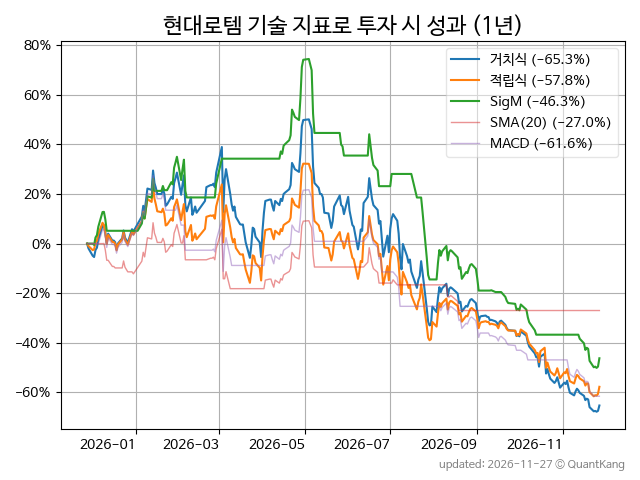 현대로템 기술 지표로 투자 시 성과 (1년)
80%
60%
40%
20%
0%
−20%
−40%
−60%
거치식 (−65.3%)
적립식 (−57.8%)
SigM (−46.3%)
SMA(20) (−27.0%)
MACD (−61.6%)
2026-01
2026-03
2026-05
2026-07
2026-09
2026-11
updated: 2026-11-27 © QuantKang